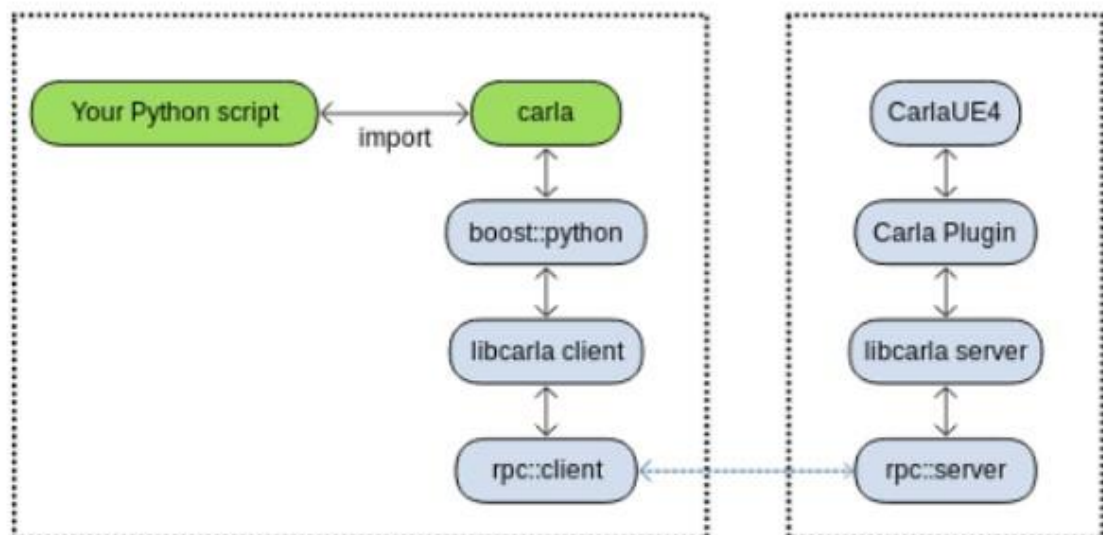 Your Python script
carla
CarlaUE4
import
boost::python
Carla Plugin
libcarla client
libcarla server
rpc::client
rpc::server